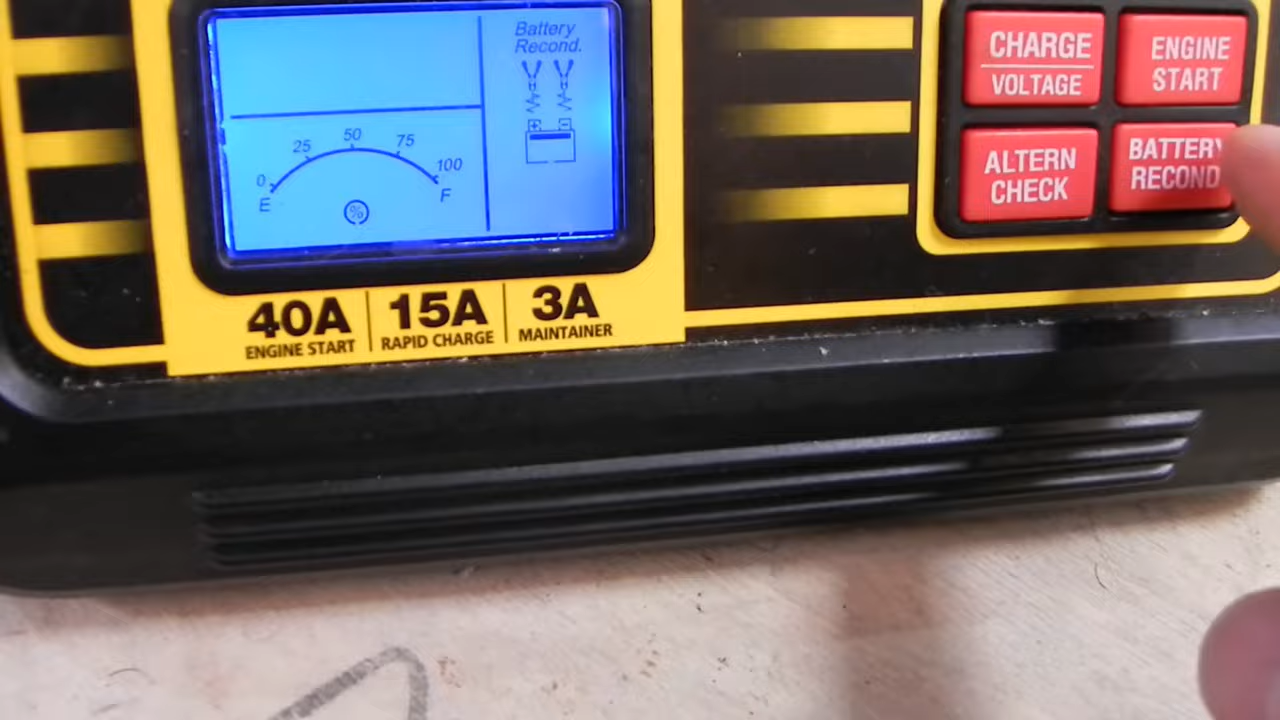 Battery
Recond.
0 25 50 75 100
E F
%
+ -
40A
ENGINE START
15A
RAPID CHARGE
3A
MAINTAINER
CHARGE
VOLTAGE
ENGINE
START
ALTERN
CHECK
BATTERY
RECOND